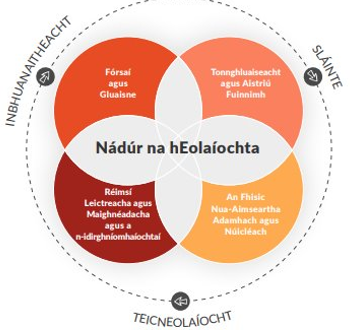 INBHUANAITHEACHT
SLÁINTE
Fórsaí
agus
Gluaisne
Tonnghluaiseacht
agus Aistriú
Fuinnimh
Nádúr na hEolaíochta
Réimsí
Leictreacha agus
Maighnéadacha
agus a
n-idirghníomhaíochtaí
An Fhisic
Nua-Aimseartha
Adamhach agus
Núicléach
TEICNEOLAÍOCHT